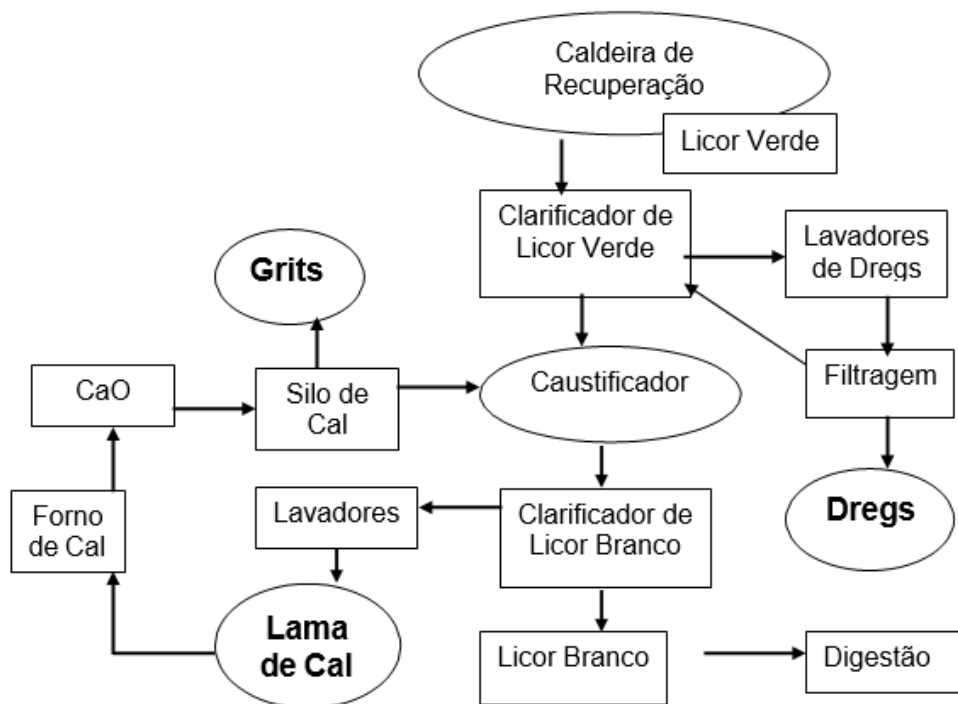 Caldeira de
Recuperação
Licor Verde
Clarificador de
Licor Verde
Lavadores
de Dregs
Grits
CaO
Silo de
Cal
Caustificador
Filtragem
Forno
de Cal
Lavadores
Clarificador de
Licor Branco
Dregs
Lama
de Cal
Licor Branco
Digestão